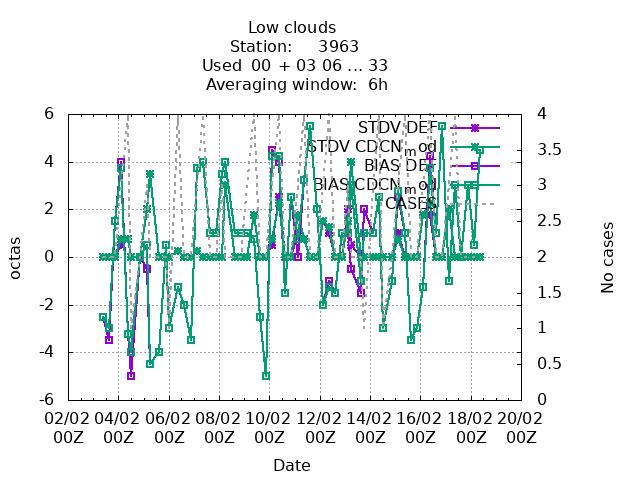 Low clouds
Station: 3963
Used 00 + 03 06 ... 33
Averaging window: 6h
6
4
2
0
-2
-4
-6
octas
4
3.5
3
2.5
2
1.5
1
0.5
0
No cases
STDV DEF
STDV CDCN_mod
BIAS DEF
BIAS CDCN_mod
CASES
02/02 04/02 06/02 08/02 10/02 12/02 14/02 16/02 18/02 20/02
00Z 00Z 00Z 00Z 00Z 00Z 00Z 00Z 00Z 00Z
Date